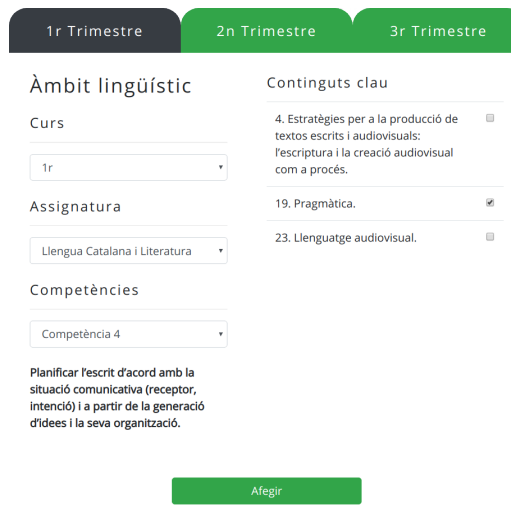 1r Trimestre
2n Trimestre
3r Trimestre
Àmbit lingüístic
Curs
1r
Assignatura
Llengua Catalana i Literatura
Competències
Competència 4
Planificar l’escrit d’acord amb la
situació comunicativa (receptor,
intenció) i a partir de la generació
d’idees i la seva organització.
Continguts clau
4. Estratègies per a la producció de
textos escrits i audiovisuals:
l’escriptura i la creació audiovisual
com a procés.
19. Pragmàtica.
23. Llenguatge audiovisual.
Afegir